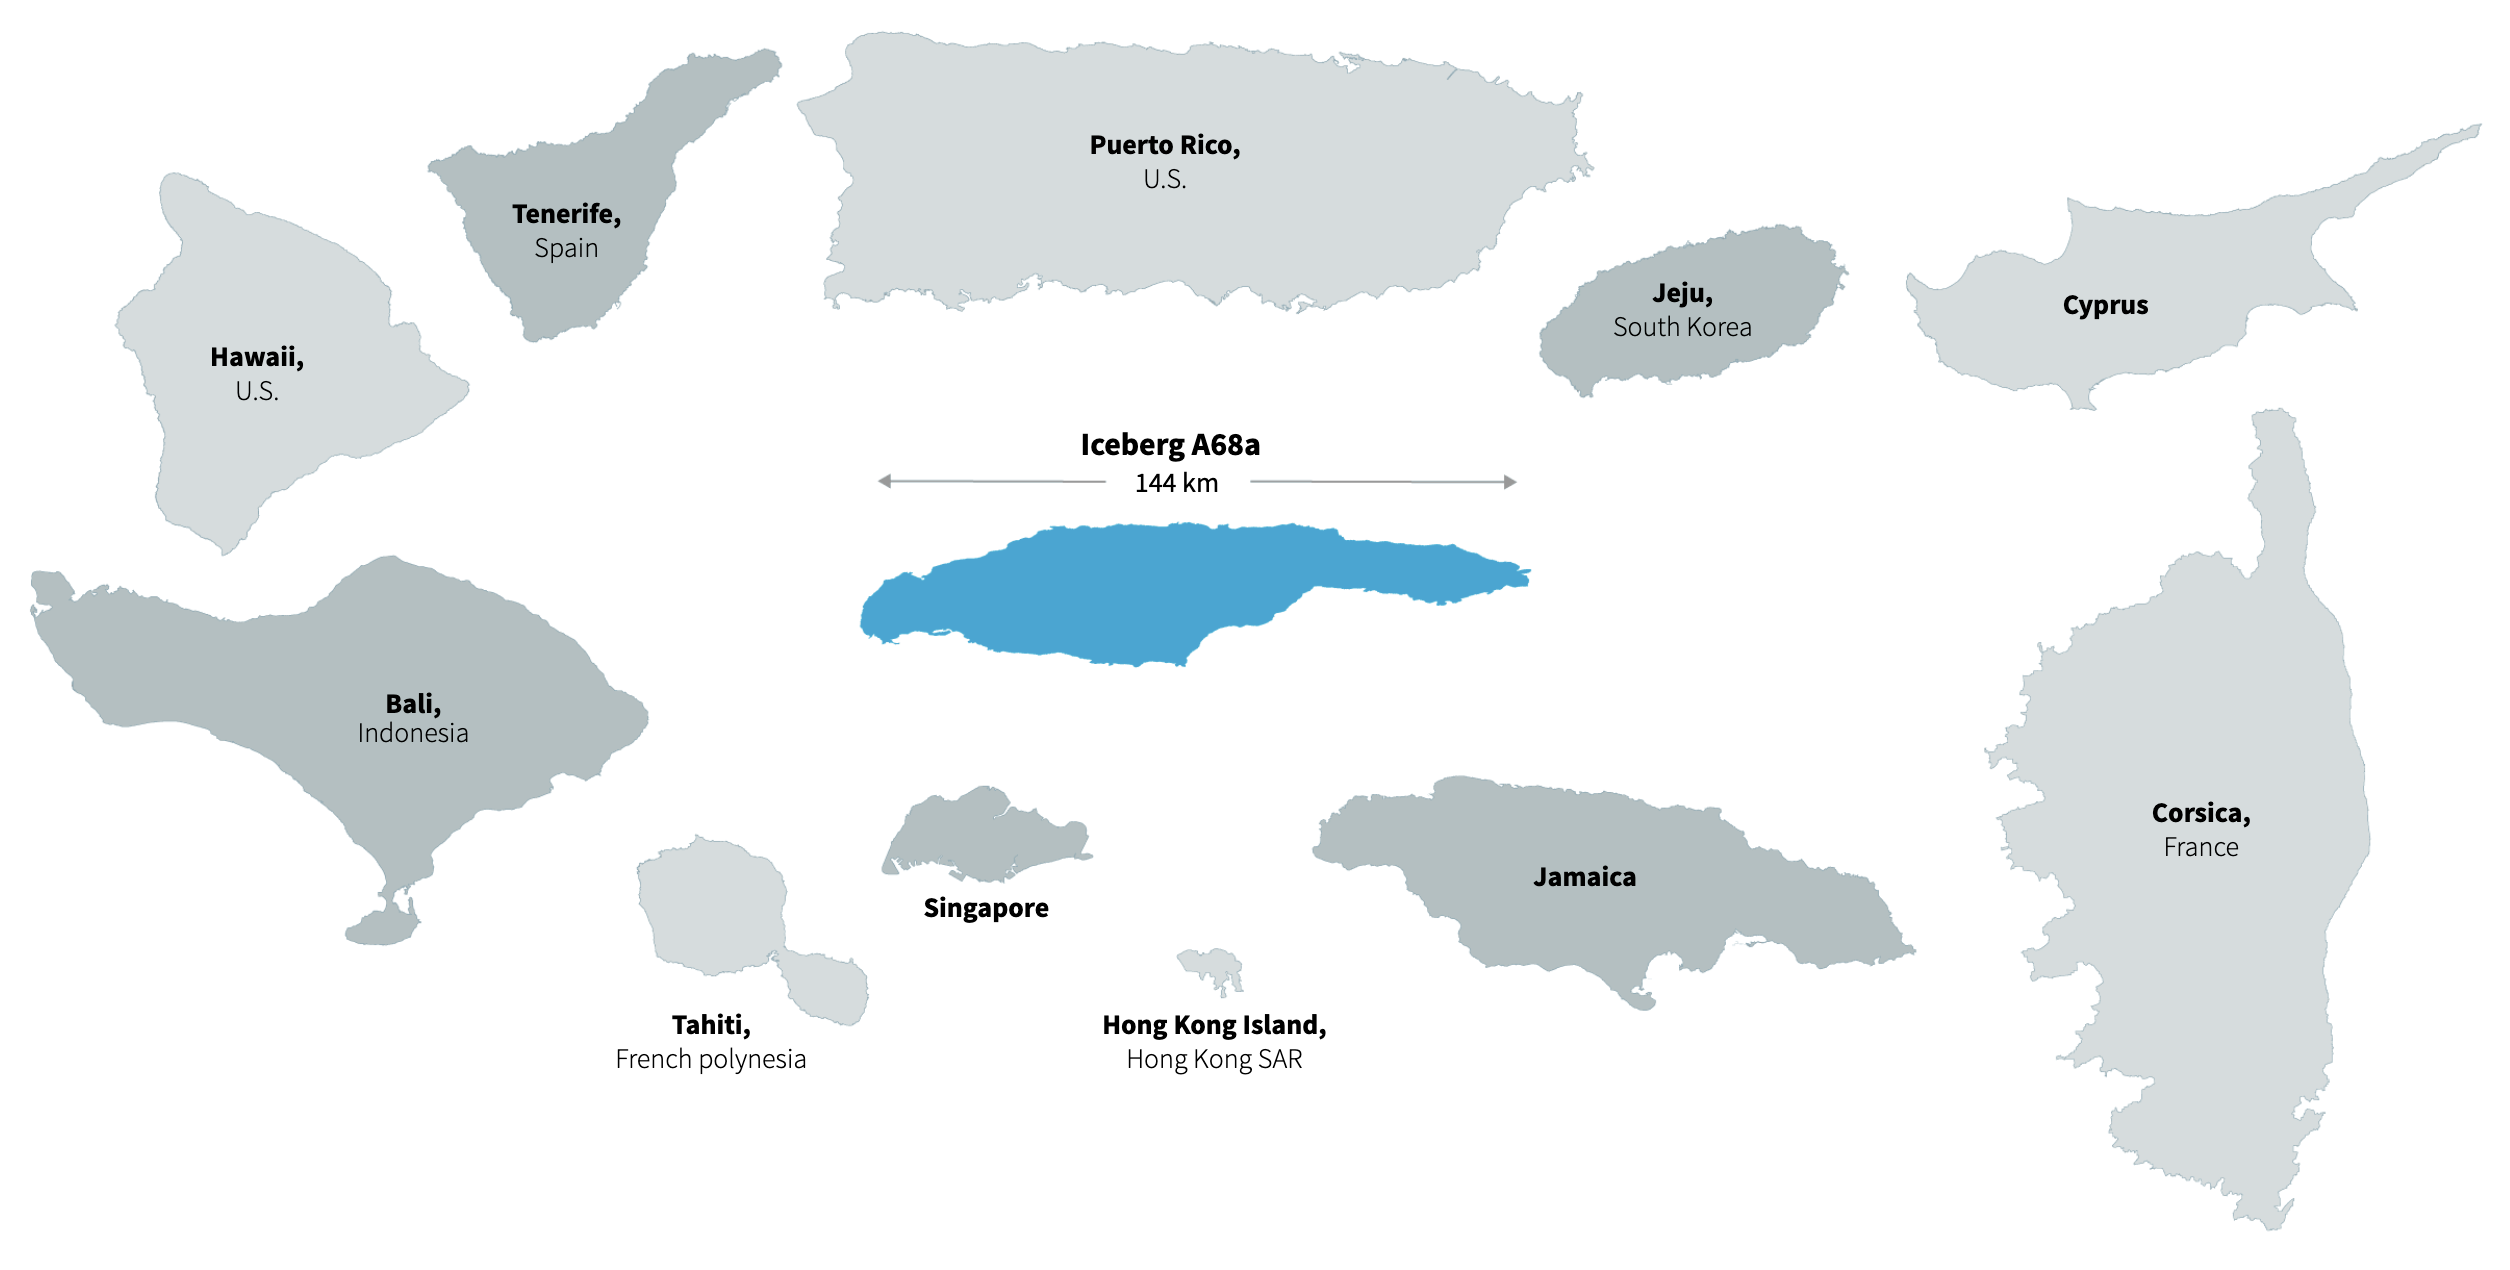 Puerto Rico,
U.S.
Tenerife,
Spain
Hawaii,
U.S.
Jeju,
South Korea
Cyprus
Iceberg A68a
144 km
Bali,
Indonesia
Corsica,
France
Jamaica
Singapore
Tahiti,
French polynesia
Hong Kong Island,
Hong Kong SAR